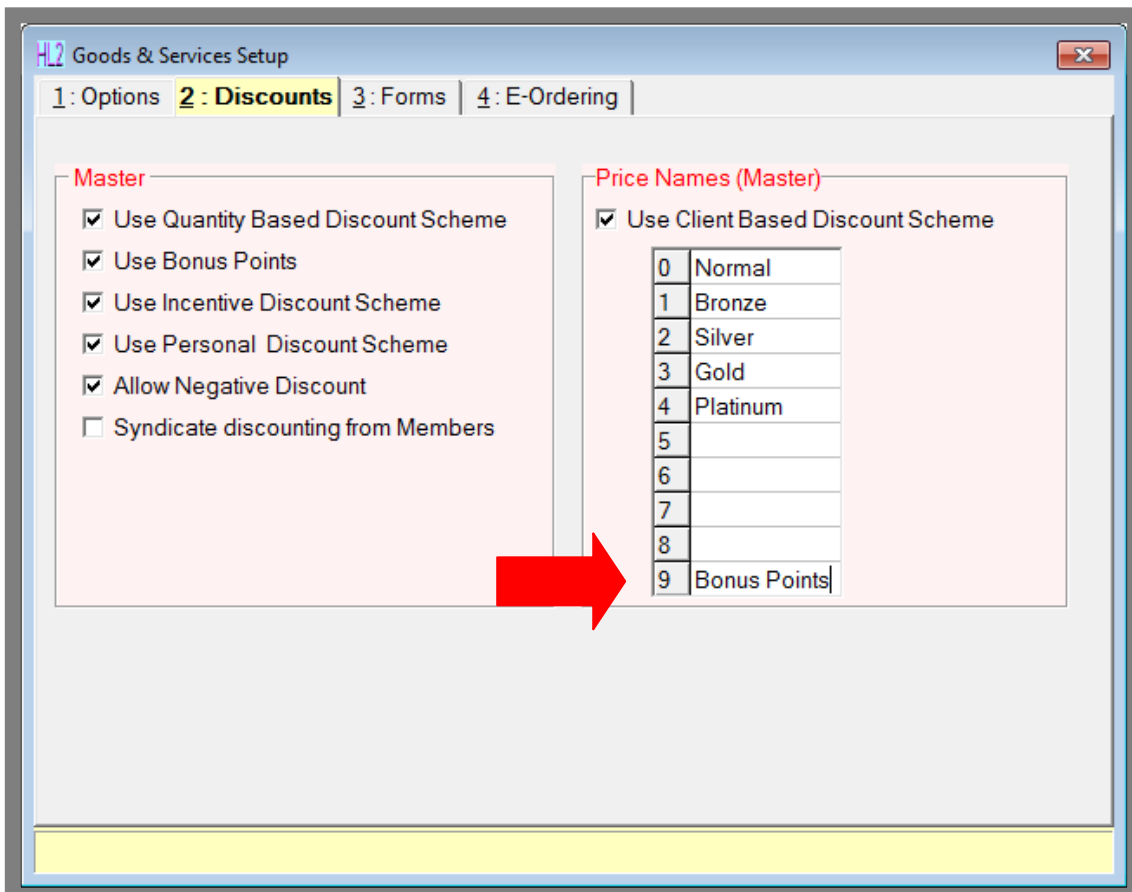 HL2 Goods & Services Setup
1 : Options 2 : Discounts 3 : Forms 4 : E-Ordering
Master
Use Quantity Based Discount Scheme
Use Bonus Points
Use Incentive Discount Scheme
Use Personal Discount Scheme
Allow Negative Discount
Syndicate discounting from Members
Price Names (Master)
Use Client Based Discount Scheme
0 Normal
1 Bronze
2 Silver
3 Gold
4 Platinum
5
6
7
8
9 Bonus Points